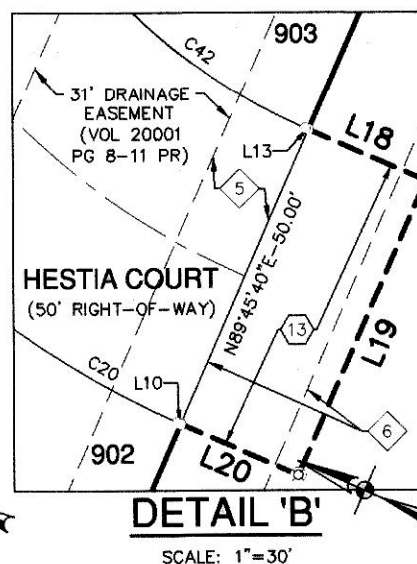 903
C42
31' DRAINAGE
EASEMENT
(VOL 20001
PG 8-11 PR)
L13
L18
5
HESTIA COURT
(50' RIGHT-OF-WAY)
N89°45'40"E-50.00'
13
L19
C20
L10
6
902
L20
DETAIL 'B'
SCALE: 1"=30'